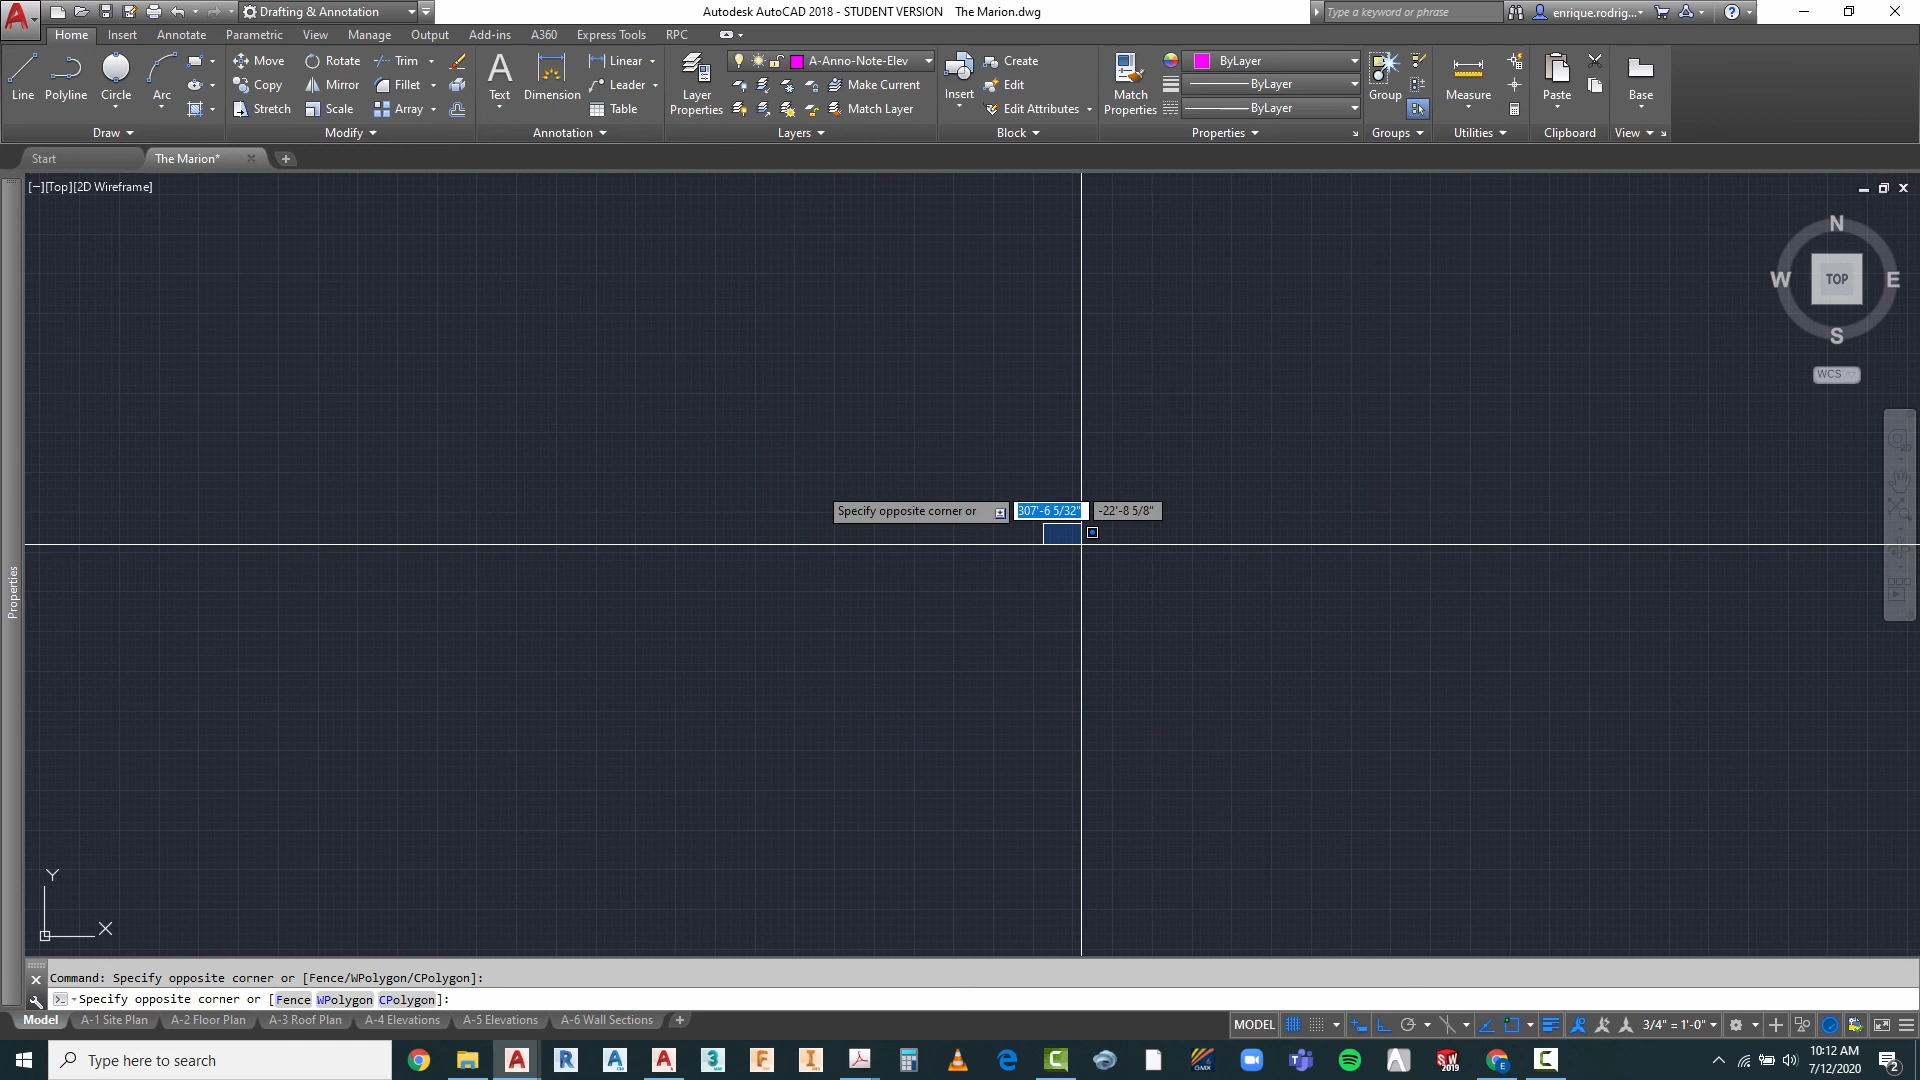 Drafting & Annotation
Autodesk AutoCAD 2018 - STUDENT VERSION The Marion.dwg
Type a keyword or phrase
enrique.rodrig...
Home Insert Annotate Parametric View Manage Output Add-ins A360 Express Tools RPC
Line
Polyline
Circle
Arc
Draw
Move
Rotate
Trim
Copy
Mirror
Fillet
Stretch
Scale
Array
Modify
Text
Dimension
Linear
Leader
Table
Annotation
Layer
Properties
A-Anno-Note-Elev
Make Current
Match Layer
Layers
Insert
Create
Edit
Edit Attributes
Block
Match
Properties
ByLayer
ByLayer
ByLayer
Properties
Group
Groups
Measure
Utilities
Paste
Clipboard
Base
View
Start
The Marion*
[−][Top][2D Wireframe]
N
W
TOP
E
S
WCS
Specify opposite corner or
307'-6 5/32"
-22'-8 5/8"
Properties
Y
X
Command: Specify opposite corner or [Fence/WPolygon/CPolygon]:
Specify opposite corner or [Fence WPolygon CPolygon]:
Model A-1 Site Plan A-2 Floor Plan A-3 Roof Plan A-4 Elevations A-5 Elevations A-6 Wall Sections
MODEL
3/4" = 1'-0"
Type here to search
10:12 AM
7/12/2020
2